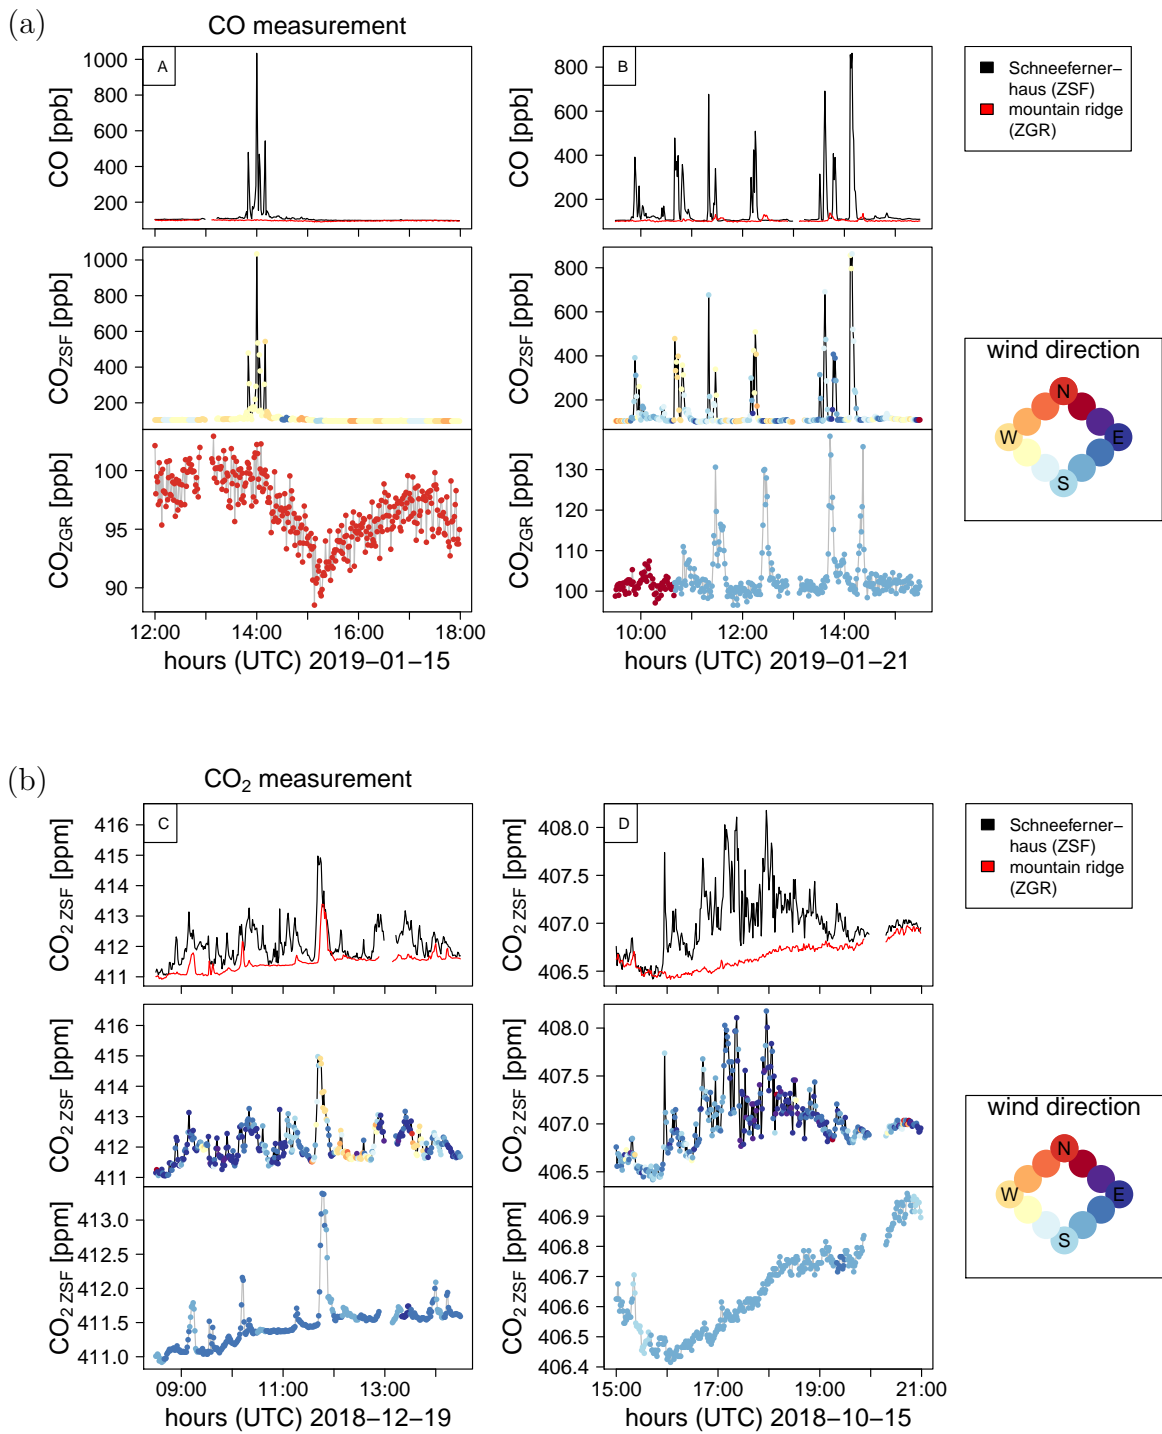 (a)
CO measurement
A
CO [ppb]
1000
800
600
400
200
CO_ZSF [ppb]
1000
800
600
400
200
CO_ZGR [ppb]
100
95
90
12:00 14:00 16:00 18:00
hours (UTC) 2019−01−15
B
CO [ppb]
800
600
400
200
CO_ZSF [ppb]
800
600
400
200
CO_ZGR [ppb]
130
120
110
100
10:00 12:00 14:00
hours (UTC) 2019−01−21
Schneeferner−
haus (ZSF)
mountain ridge
(ZGR)
wind direction
N
W E
S
(b)
CO₂ measurement
C
CO₂ ZSF [ppm]
416
415
414
413
412
411
CO₂ ZSF [ppm]
416
415
414
413
412
411
CO₂ ZSF [ppm]
413.0
412.5
412.0
411.5
411.0
09:00 11:00 13:00
hours (UTC) 2018−12−19
D
CO₂ ZSF [ppm]
408.0
407.5
407.0
406.5
CO₂ ZSF [ppm]
408.0
407.5
407.0
406.5
CO₂ ZSF [ppm]
406.9
406.8
406.7
406.6
406.5
406.4
15:00 17:00 19:00 21:00
hours (UTC) 2018−10−15
Schneeferner−
haus (ZSF)
mountain ridge
(ZGR)
wind direction
N
W E
S